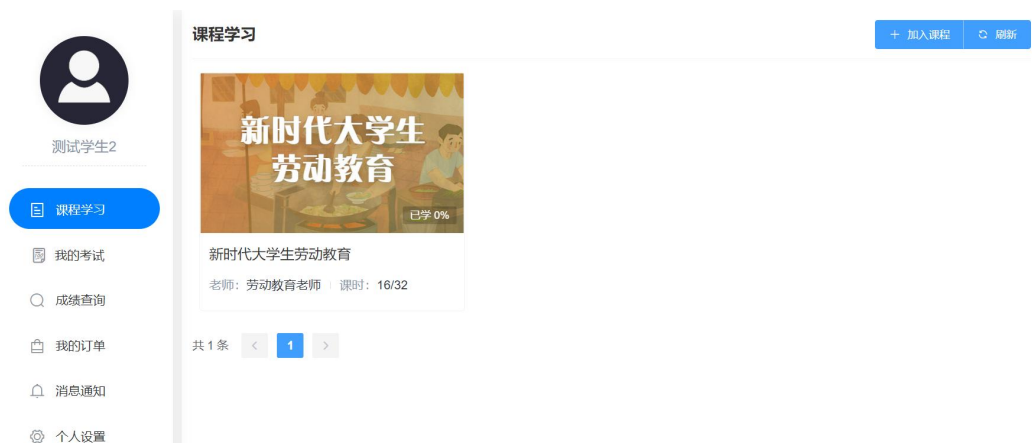 测试学生2
课程学习
我的考试
成绩查询
我的订单
消息通知
个人设置
课程学习
加入课程
刷新
新时代大学生
劳动教育
已学 0%
新时代大学生劳动教育
老师：劳动教育老师 课时：16/32
共 1 条 < 1 >